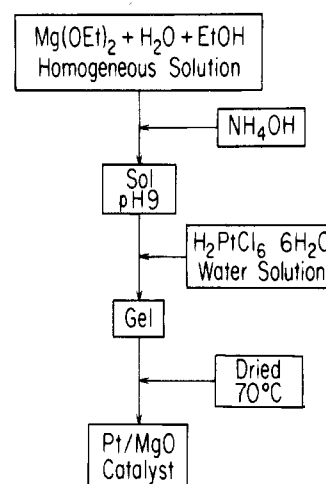 Mg(OEt)₂ + H₂O + EtOH
Homogeneous Solution
NH₄OH
Sol
pH9
H₂PtCl₆ 6H₂O
Water Solution
Gel
Dried
70°C
Pt/MgO
Catalyst